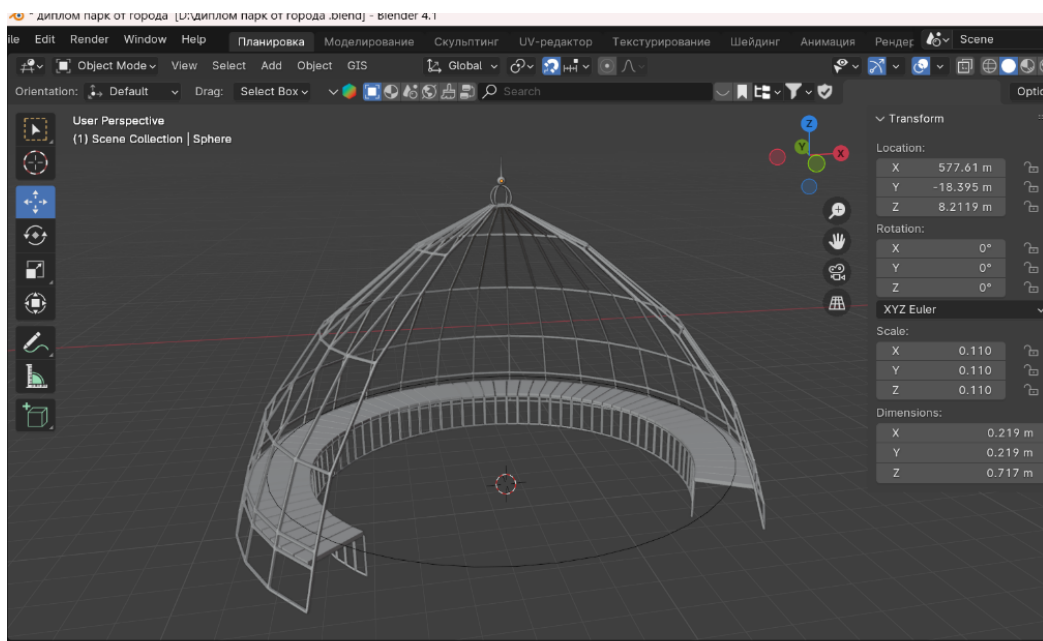 * диплом парк от города [D:\диплом парк от города .blend] - Blender 4.1
ile Edit Render Window Help Планировка Моделирование Скульптинг UV-редактор Текстурирование Шейдинг Анимация Рендер Scene
Object Mode View Select Add Object GIS Global
Orientation: Default Drag: Select Box Search Optic
User Perspective
(1) Scene Collection | Sphere
Z
Y
X
Transform
Location:
X 577.61 m
Y -18.395 m
Z 8.2119 m
Rotation:
X 0°
Y 0°
Z 0°
XYZ Euler
Scale:
X 0.110
Y 0.110
Z 0.110
Dimensions:
X 0.219 m
Y 0.219 m
Z 0.717 m